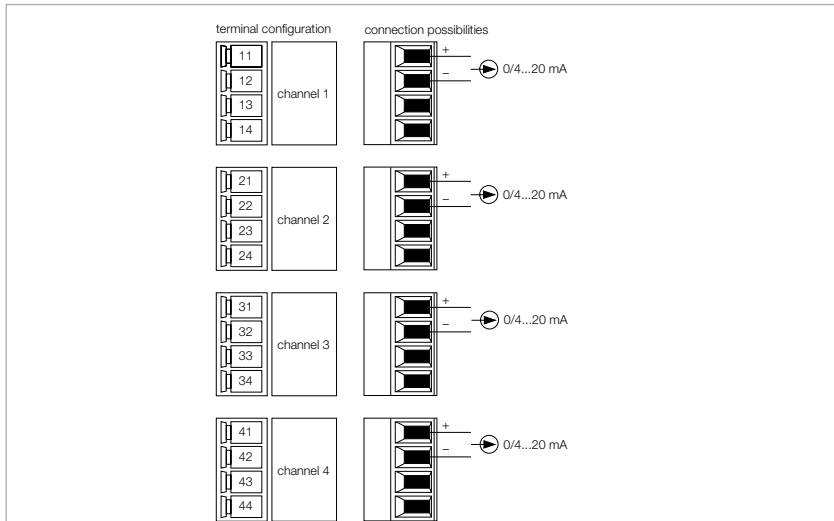 terminal configuration connection possibilities
11 +
12 channel 1 – 0/4...20 mA
13
14
21 +
22 channel 2 – 0/4...20 mA
23
24
31 +
32 channel 3 – 0/4...20 mA
33
34
41 +
42 channel 4 – 0/4...20 mA
43
44